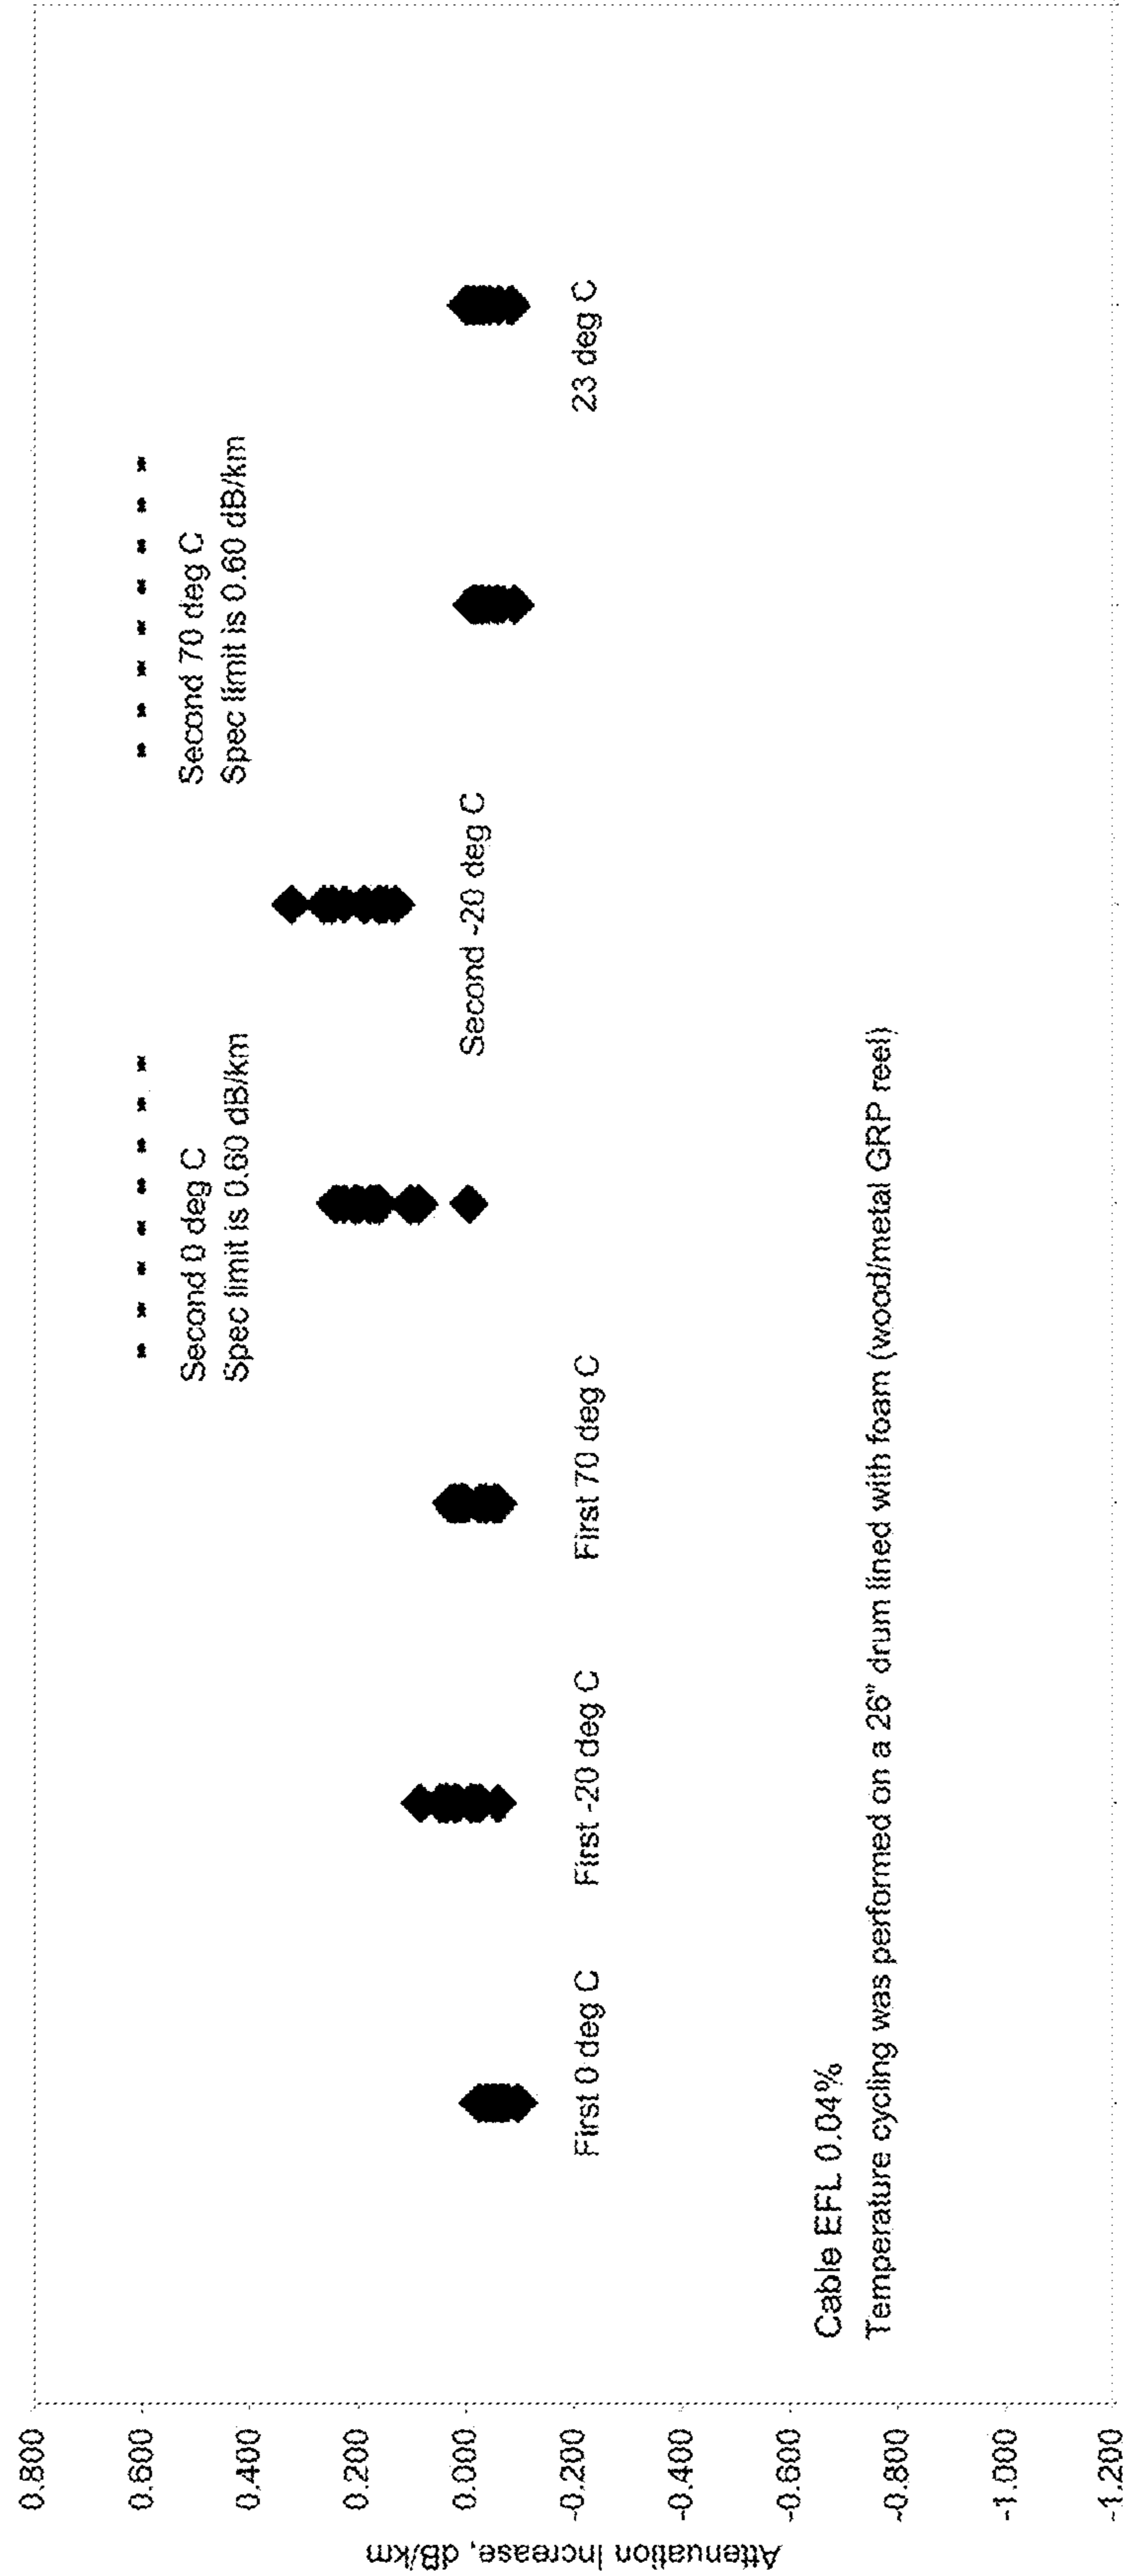 Attenuation Increase, dB/km
0.800
0.600
0.400
0.200
0.000
-0.200
-0.400
-0.600
-0.800
-1.000
-1.200
Second 0 deg C
Spec limit is 0.60 dB/km
Second 70 deg C
Spec limit is 0.60 dB/km
Second -20 deg C
First 0 deg C
First -20 deg C
First 70 deg C
23 deg C
Cable EFL 0.04%
Temperature cycling was performed on a 26" drum lined with foam (wood/metal GRP reel)